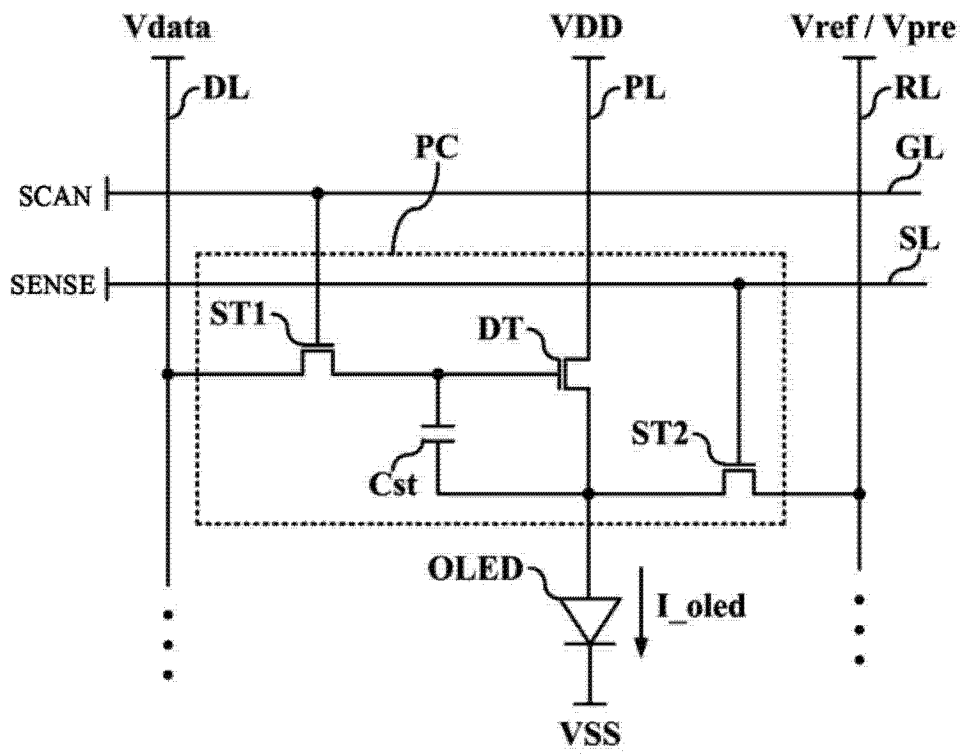 Vdata VDD Vref / Vpre
DL PL RL
PC GL
SCAN
SL
SENSE
ST1
DT
ST2
Cst
OLED
I_oled
VSS